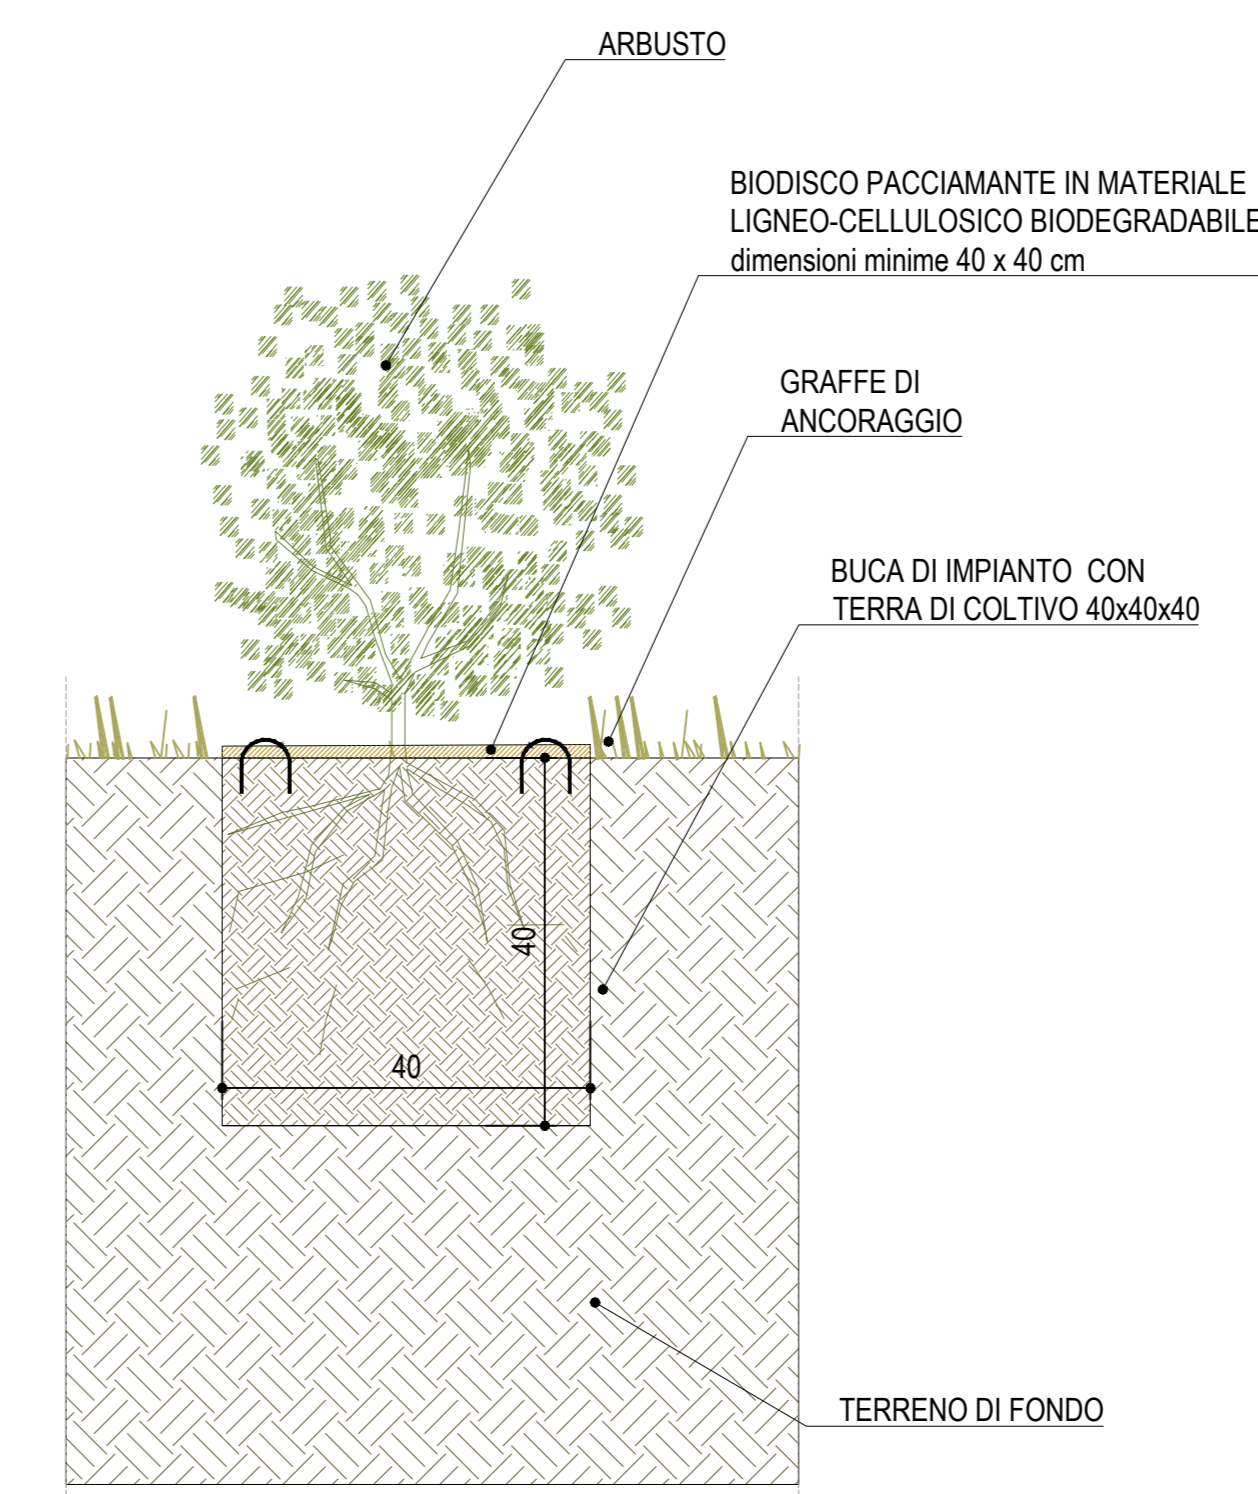 ARBUSTO
BIODISCO PACCIAMANTE IN MATERIALE
LIGNEO-CELLULOSICO BIODEGRADABILE
dimensioni minime 40 x 40 cm
GRAFFE DI
ANCORAGGIO
BUCA DI IMPIANTO CON
TERRA DI COLTIVO 40x40x40
40
40
TERRENO DI FONDO